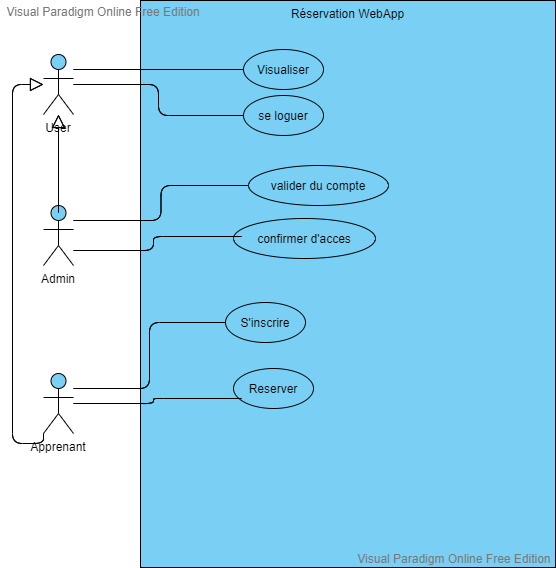 Visual Paradigm Online Free Edition
Réservation WebApp
Visualiser
User
se loguer
valider du compte
confirmer d'acces
Admin
S'inscrire
Reserver
Apprenant
Visual Paradigm Online Free Edition